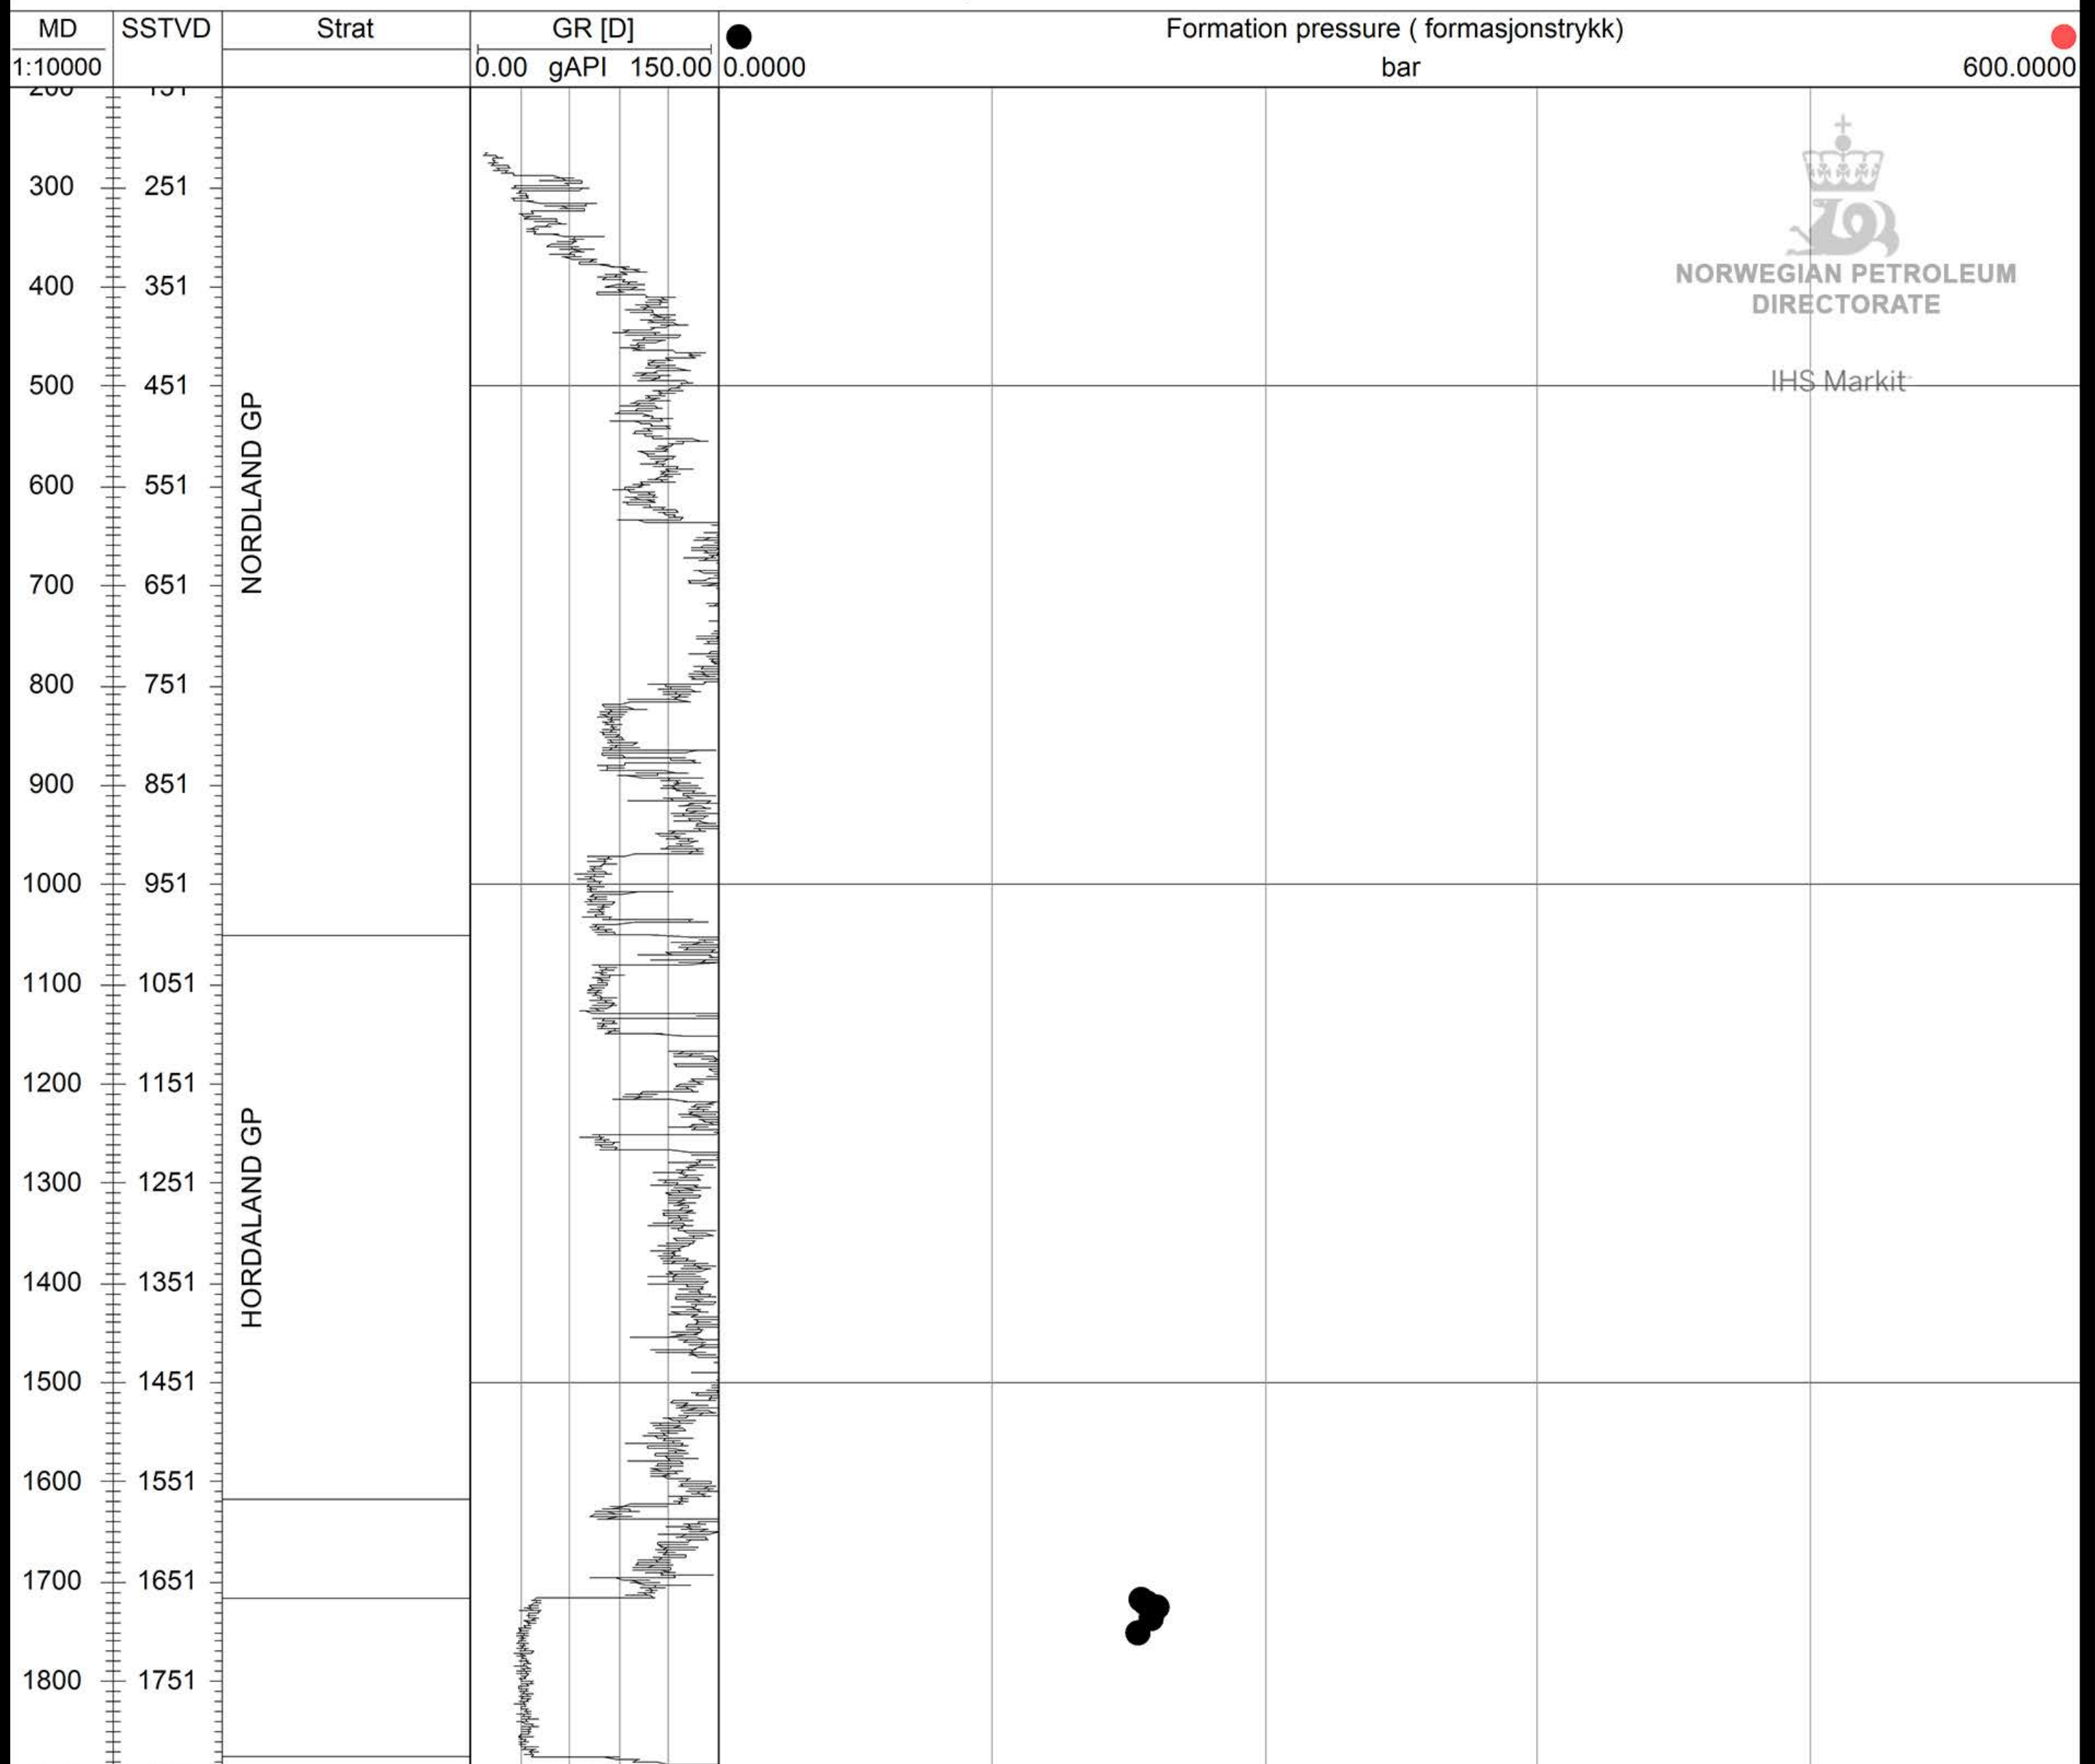 MD SSTVD Strat GR [D] Formation pressure ( formasjonstrykk)
1:10000 0.00 gAPI 150.00 0.0000 bar 600.0000
200 151
300 251
400 351
NORWEGIAN PETROLEUM
DIRECTORATE
500 451
IHS Markit
NORDLAND GP
600 551
700 651
800 751
900 851
1000 951
1100 1051
1200 1151
HORDALAND GP
1300 1251
1400 1351
1500 1451
1600 1551
1700 1651
1800 1751